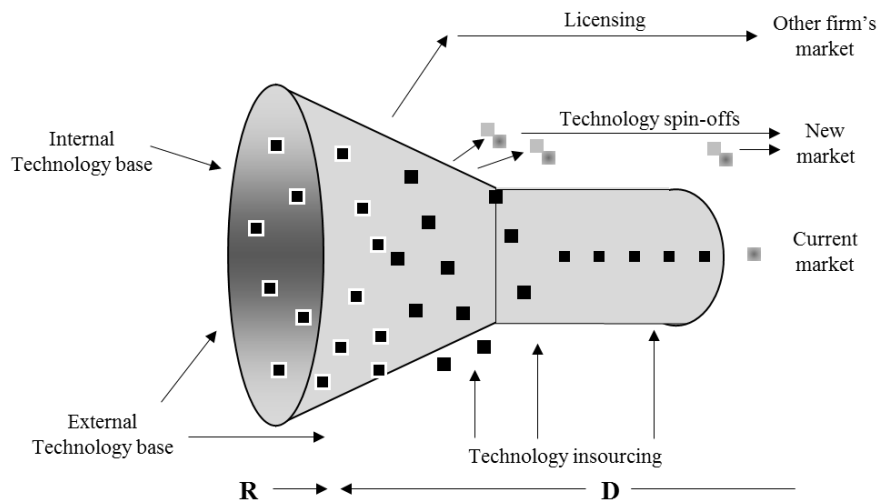 Licensing
Other firm's
market
Technology spin-offs
New
market
Internal
Technology base
Current
market
External
Technology base
Technology insourcing
R
D